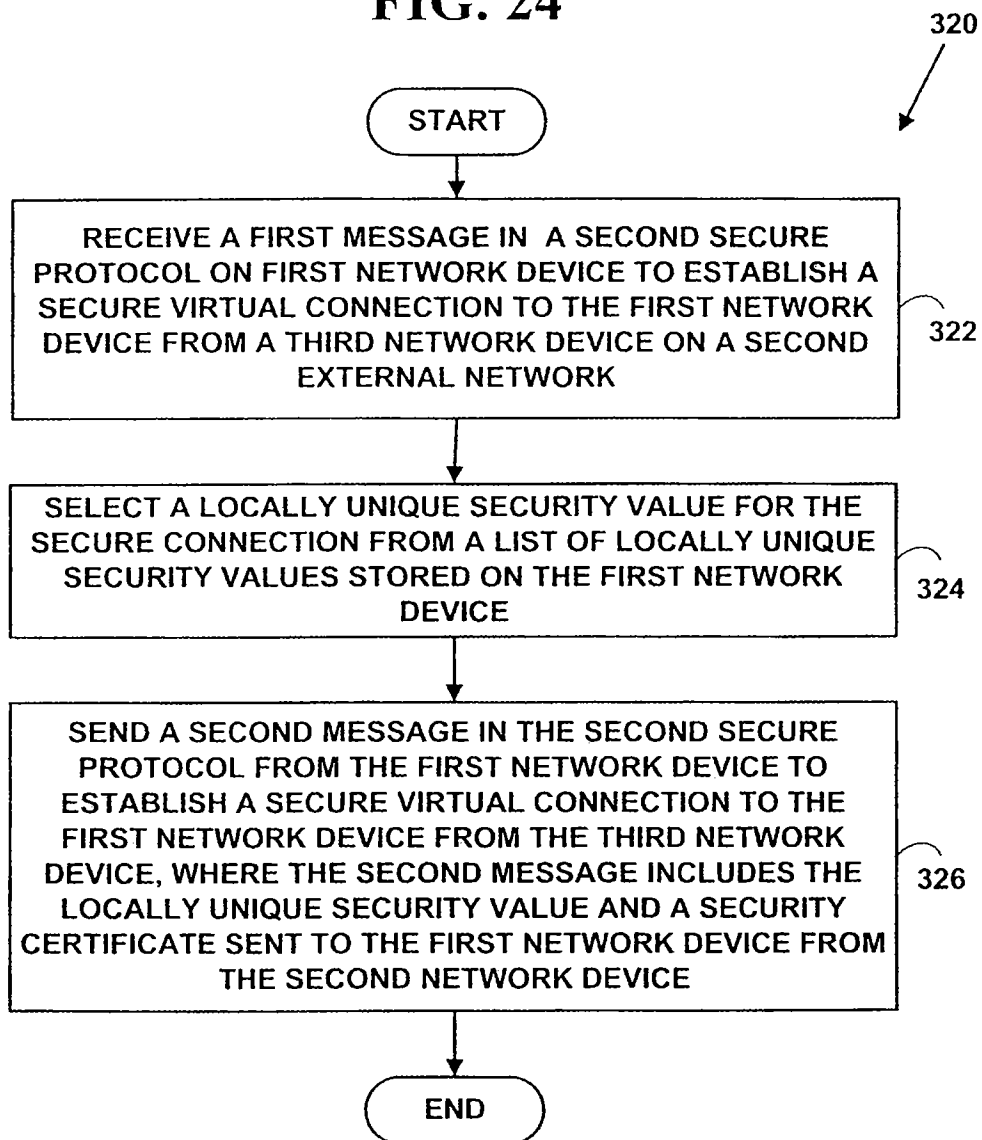 FIG. 24
320
START
RECEIVE A FIRST MESSAGE IN A SECOND SECURE
PROTOCOL ON FIRST NETWORK DEVICE TO ESTABLISH A
SECURE VIRTUAL CONNECTION TO THE FIRST NETWORK
DEVICE FROM A THIRD NETWORK DEVICE ON A SECOND
EXTERNAL NETWORK
322
SELECT A LOCALLY UNIQUE SECURITY VALUE FOR THE
SECURE CONNECTION FROM A LIST OF LOCALLY UNIQUE
SECURITY VALUES STORED ON THE FIRST NETWORK
DEVICE
324
SEND A SECOND MESSAGE IN THE SECOND SECURE
PROTOCOL FROM THE FIRST NETWORK DEVICE TO
ESTABLISH A SECURE VIRTUAL CONNECTION TO THE
FIRST NETWORK DEVICE FROM THE THIRD NETWORK
DEVICE, WHERE THE SECOND MESSAGE INCLUDES THE
LOCALLY UNIQUE SECURITY VALUE AND A SECURITY
CERTIFICATE SENT TO THE FIRST NETWORK DEVICE FROM
THE SECOND NETWORK DEVICE
326
END